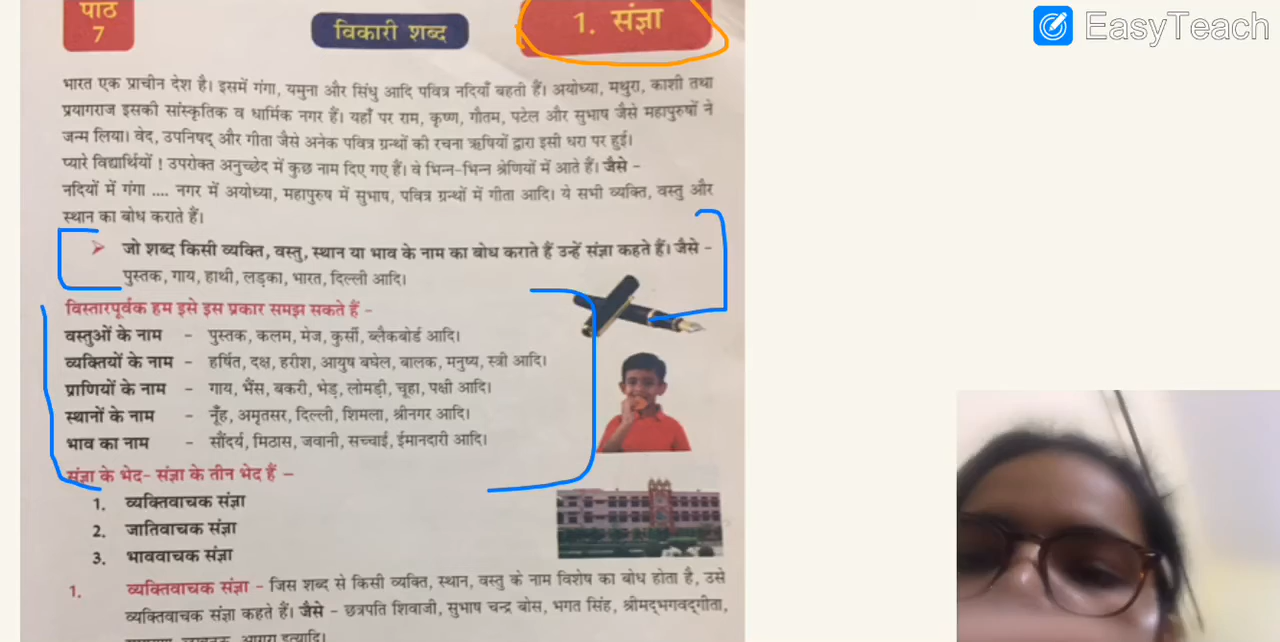 पाठ
7
विकारी शब्द
1. संज्ञा
EasyTeach
भारत एक प्राचीन देश है। इसमें गंगा, यमुना और सिंधु आदि पवित्र नदियाँ बहती हैं। अयोध्या, मथुरा, काशी तथा
प्रयागराज इसकी सांस्कृतिक व धार्मिक नगर हैं। यहाँ पर राम, कृष्ण, गौतम, पटेल और सुभाष जैसे महापुरुषों ने
जन्म लिया। वेद, उपनिषद् और गीता जैसे अनेक पवित्र ग्रन्थों की रचना ऋषियों द्वारा इसी धरा पर हुई।
प्यारे विद्यार्थियों ! उपरोक्त अनुच्छेद में कुछ नाम दिए गए हैं। वे भिन्न-भिन्न श्रेणियों में आते हैं। जैसे -
नदियों में गंगा .... नगर में अयोध्या, महापुरुष में सुभाष, पवित्र ग्रन्थों में गीता आदि। ये सभी व्यक्ति, वस्तु और
स्थान का बोध कराते हैं।
➤ जो शब्द किसी व्यक्ति, वस्तु, स्थान या भाव के नाम का बोध कराते हैं उन्हें संज्ञा कहते हैं। जैसे -
पुस्तक, गाय, हाथी, लड़का, भारत, दिल्ली आदि।
विस्तारपूर्वक हम इसे इस प्रकार समझ सकते हैं -
वस्तुओं के नाम - पुस्तक, कलम, मेज, कुर्सी, ब्लैकबोर्ड आदि।
व्यक्तियों के नाम - हर्षित, दक्ष, हरीश, आयुष बघेल, बालक, मनुष्य, स्त्री आदि।
प्राणियों के नाम - गाय, भैंस, बकरी, भेड़, लोमड़ी, चूहा, पक्षी आदि।
स्थानों के नाम - नूँह, अमृतसर, दिल्ली, शिमला, श्रीनगर आदि।
भाव का नाम - सौंदर्य, मिठास, जवानी, सच्चाई, ईमानदारी आदि।
संज्ञा के भेद- संज्ञा के तीन भेद हैं -
1. व्यक्तिवाचक संज्ञा
2. जातिवाचक संज्ञा
3. भाववाचक संज्ञा
1. व्यक्तिवाचक संज्ञा - जिस शब्द से किसी व्यक्ति, स्थान, वस्तु के नाम विशेष का बोध होता है, उसे
व्यक्तिवाचक संज्ञा कहते हैं। जैसे - छत्रपति शिवाजी, सुभाष चन्द्र बोस, भगत सिंह, श्रीमद्भगवद्गीता,
आगरा इत्यादि।